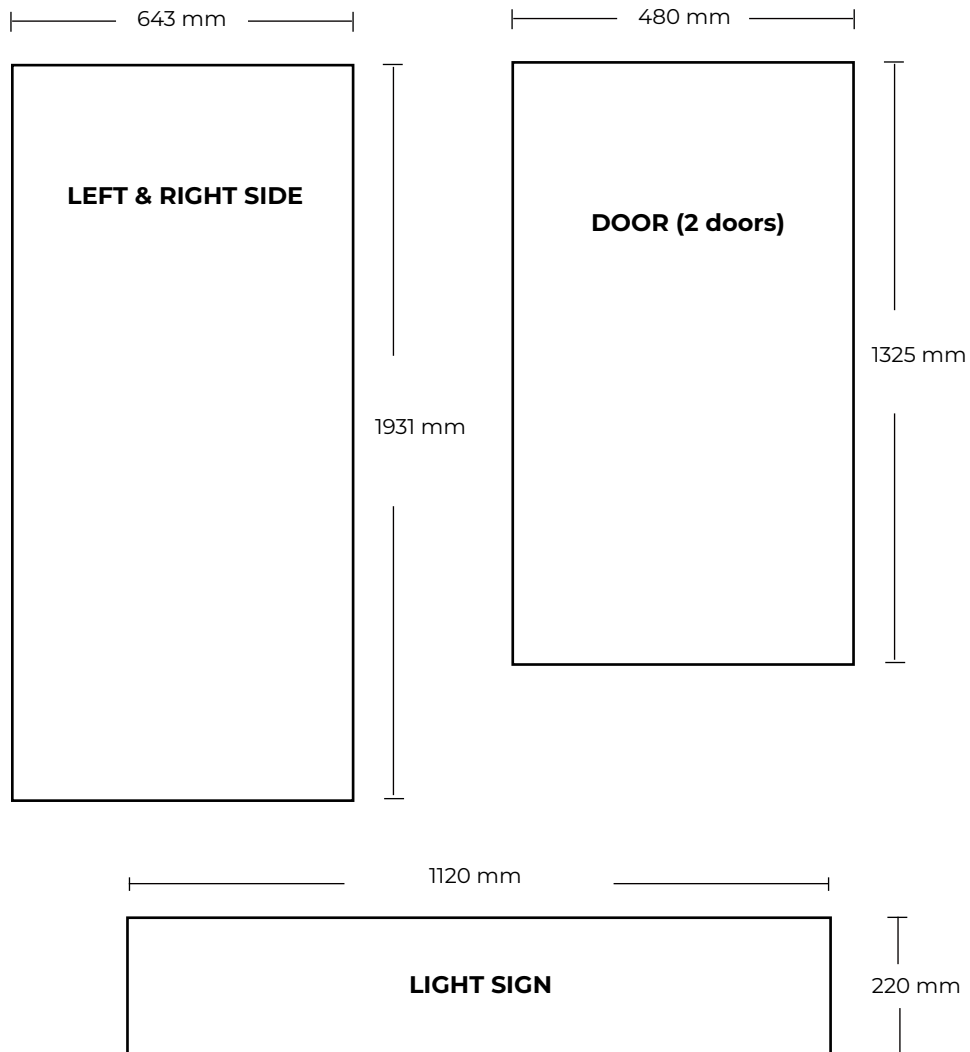 643 mm
480 mm
LEFT & RIGHT SIDE
DOOR (2 doors)
1325 mm
1931 mm
1120 mm
LIGHT SIGN
220 mm